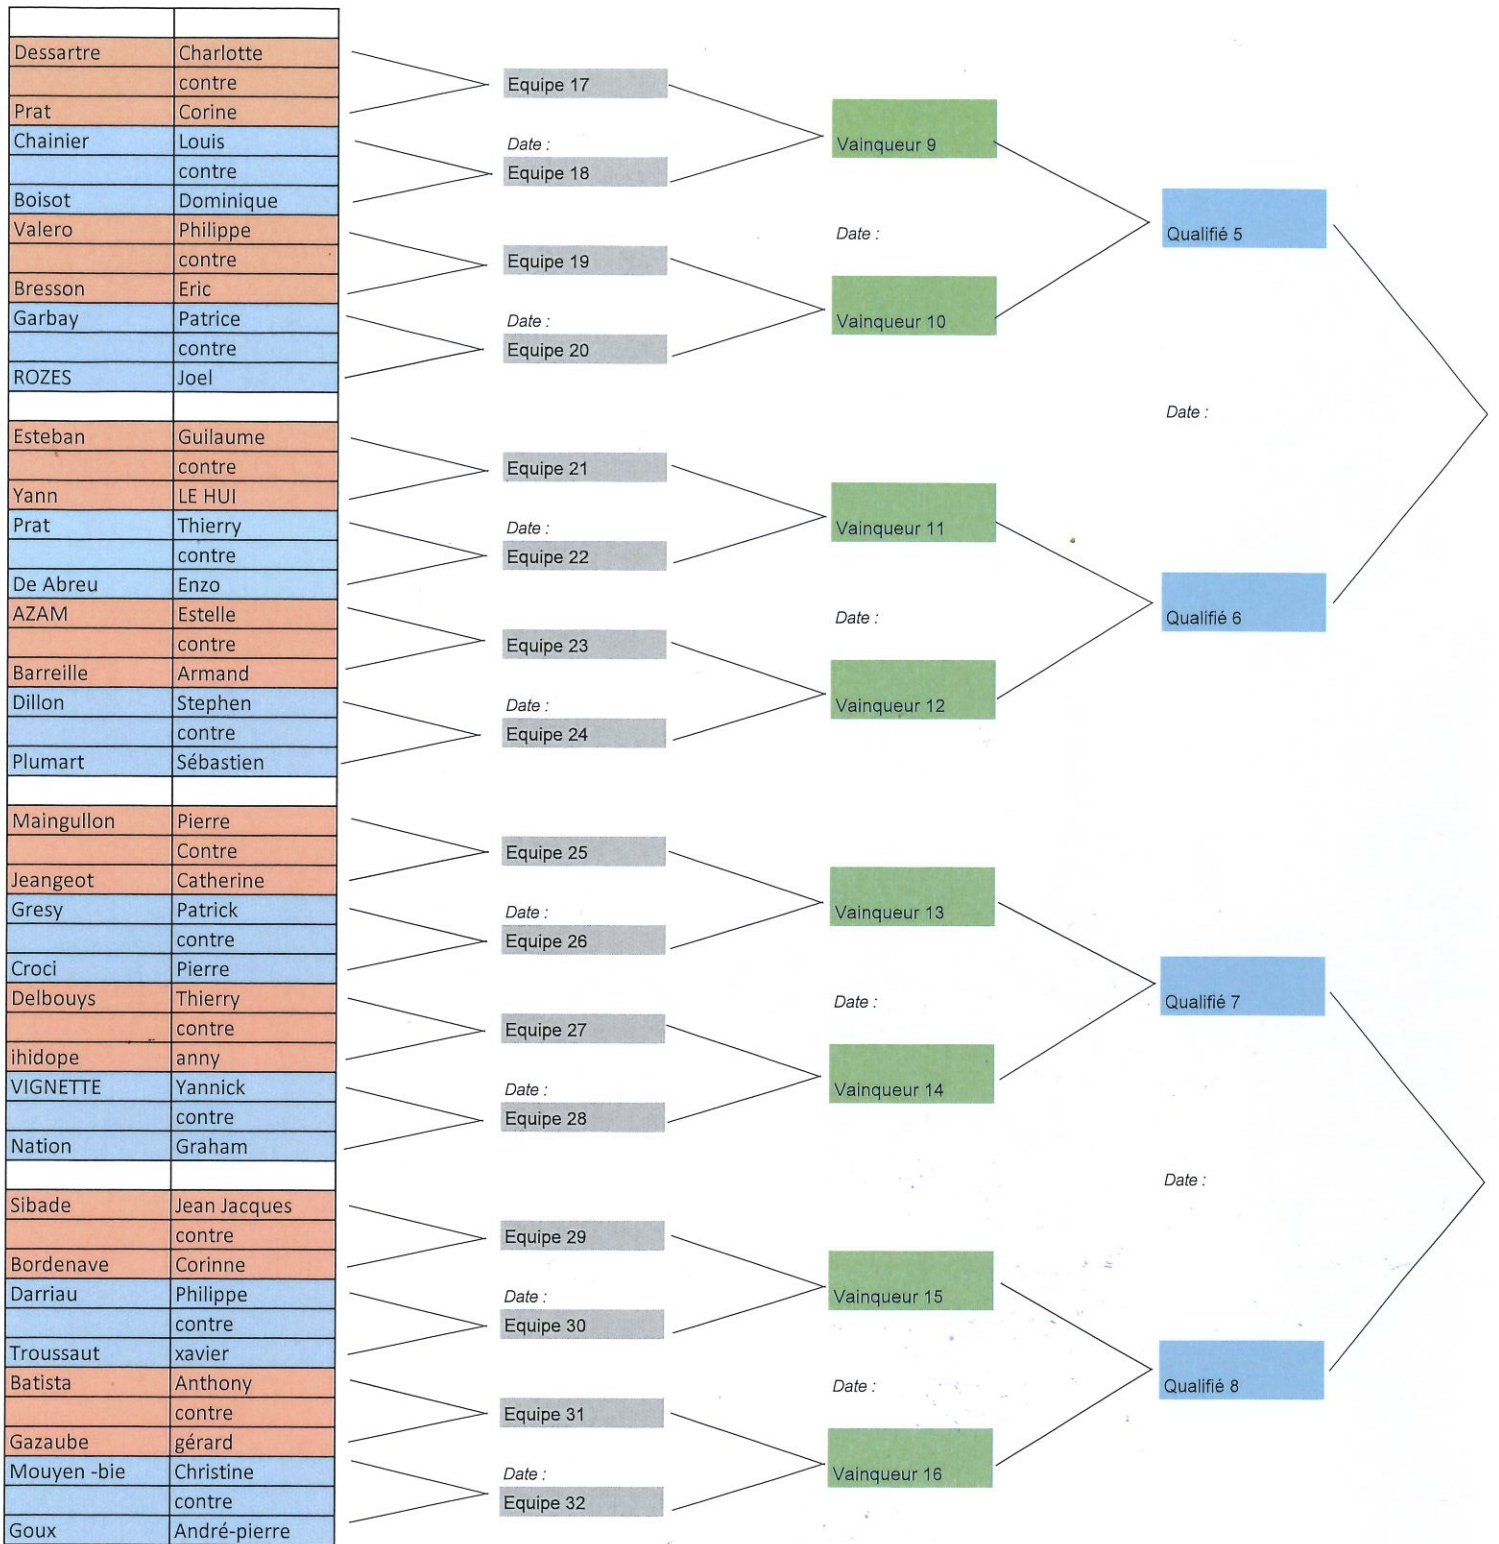 Dessartre Charlotte
contre
Equipe 17
Prat Corine
Chainier Louis
Date :
Vainqueur 9
contre
Equipe 18
Boisot Dominique
Valero Philippe
Date :
Qualifié 5
contre
Equipe 19
Bresson Eric
Garbay Patrice
Date :
Vainqueur 10
contre
Equipe 20
ROZES Joel
Date :
Esteban Guilaume
contre
Equipe 21
Yann LE HUI
Prat Thierry
Date :
Vainqueur 11
contre
Equipe 22
De Abreu Enzo
AZAM Estelle
Date :
Qualifié 6
contre
Equipe 23
Barreille Armand
Dillon Stephen
Date :
Vainqueur 12
contre
Equipe 24
Plumart Sébastien
Maingullon Pierre
Contre
Equipe 25
Jeangeot Catherine
Gresy Patrick
Date :
Vainqueur 13
contre
Equipe 26
Croci Pierre
Delbouys Thierry
Date :
Qualifié 7
contre
Equipe 27
ihidope anny
VIGNETTE Yannick
Date :
Vainqueur 14
contre
Equipe 28
Nation Graham
Date :
Sibade Jean Jacques
contre
Equipe 29
Bordenave Corinne
Darriau Philippe
Date :
Vainqueur 15
contre
Equipe 30
Troussaut xavier
Batista Anthony
Date :
Qualifié 8
contre
Equipe 31
Gazaube gérard
Mouyen -bie Christine
Date :
Vainqueur 16
contre
Equipe 32
Goux André-pierre